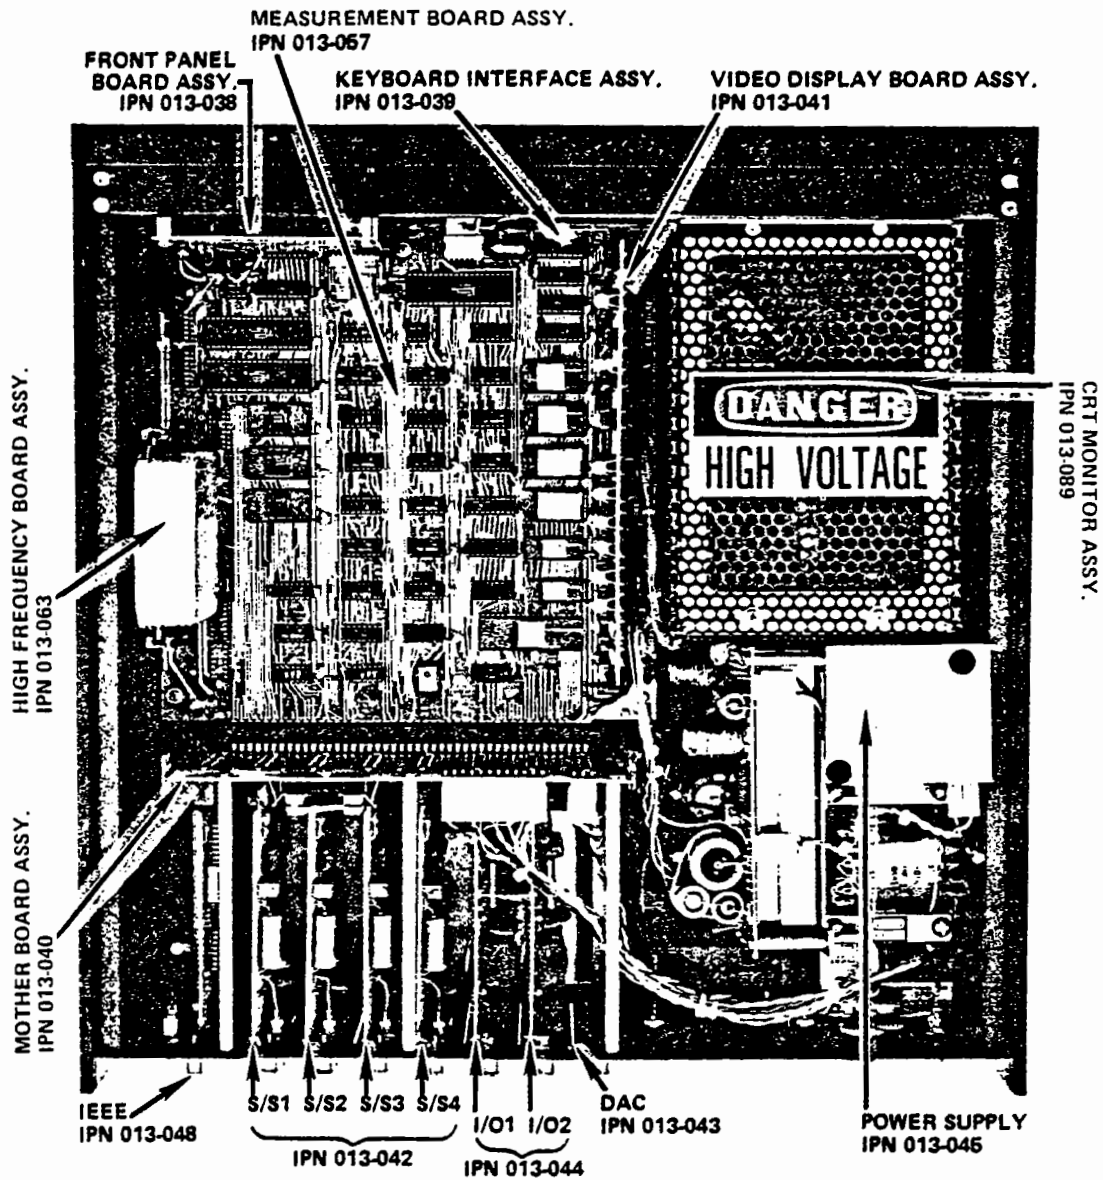 MEASUREMENT BOARD ASSY.
IPN 013-057
FRONT PANEL
BOARD ASSY.
IPN 013-038
KEYBOARD INTERFACE ASSY.
IPN 013-039
VIDEO DISPLAY BOARD ASSY.
IPN 013-041
HIGH FREQUENCY BOARD ASSY.
IPN 013-063
DANGER
HIGH VOLTAGE
CRT MONITOR ASSY.
IPN 013-089
MOTHER BOARD ASSY.
IPN 013-040
IEEE
IPN 013-048
S/S1 S/S2 S/S3 S/S4
IPN 013-042
I/O1 I/O2
IPN 013-044
DAC
IPN 013-043
POWER SUPPLY
IPN 013-045